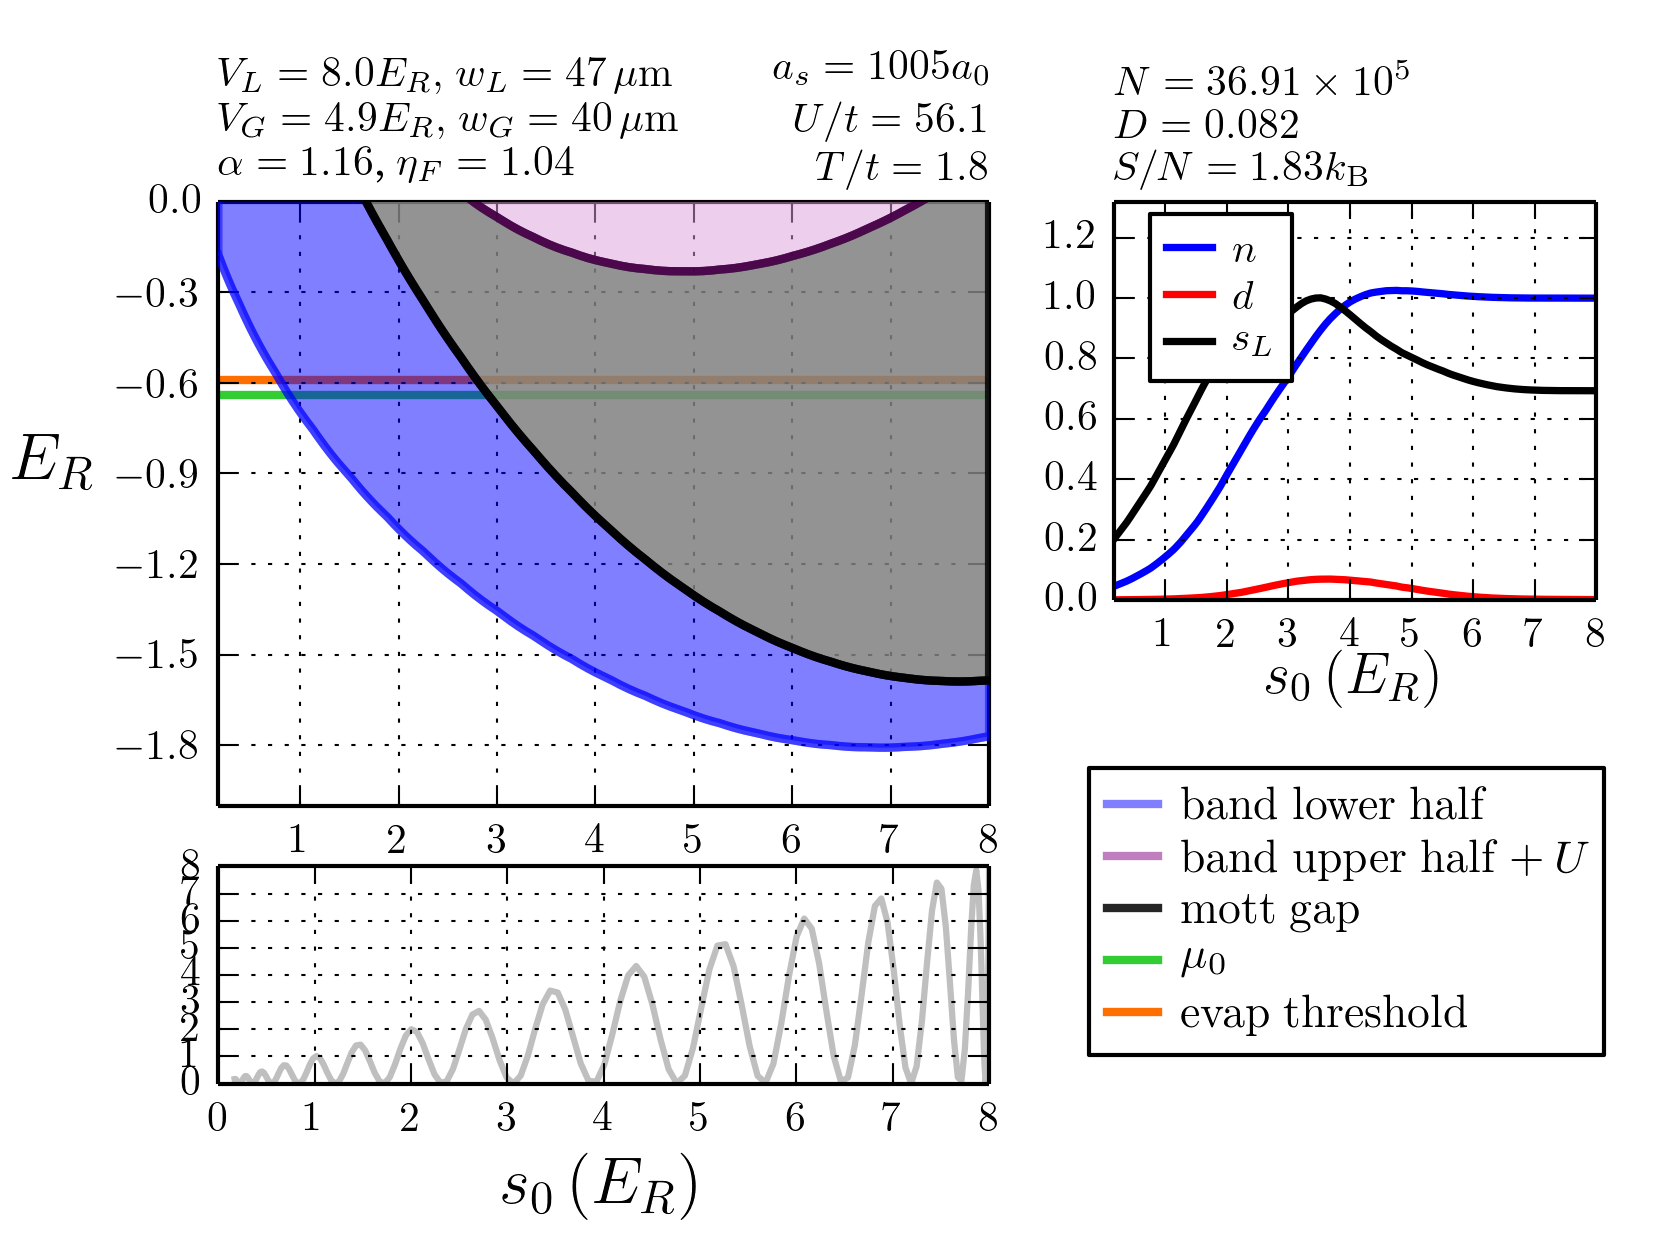 V_L = 8.0E_R, w_L = 47 μm
V_G = 4.9E_R, w_G = 40 μm
α = 1.16, η_F = 1.04
a_s = 1005a_0
U/t = 56.1
T/t = 1.8
N = 36.91 × 10^5
D = 0.082
S/N = 1.83k_B
E_R
0.0
−0.3
−0.6
−0.9
−1.2
−1.5
−1.8
1 2 3 4 5 6 7 8
1.2
1.0
0.8
0.6
0.4
0.2
0.0
n
d
s_L
1 2 3 4 5 6 7 8
s_0 (E_R)
8
7
6
5
4
3
2
1
0
0 1 2 3 4 5 6 7 8
s_0 (E_R)
band lower half
band upper half + U
mott gap
μ_0
evap threshold